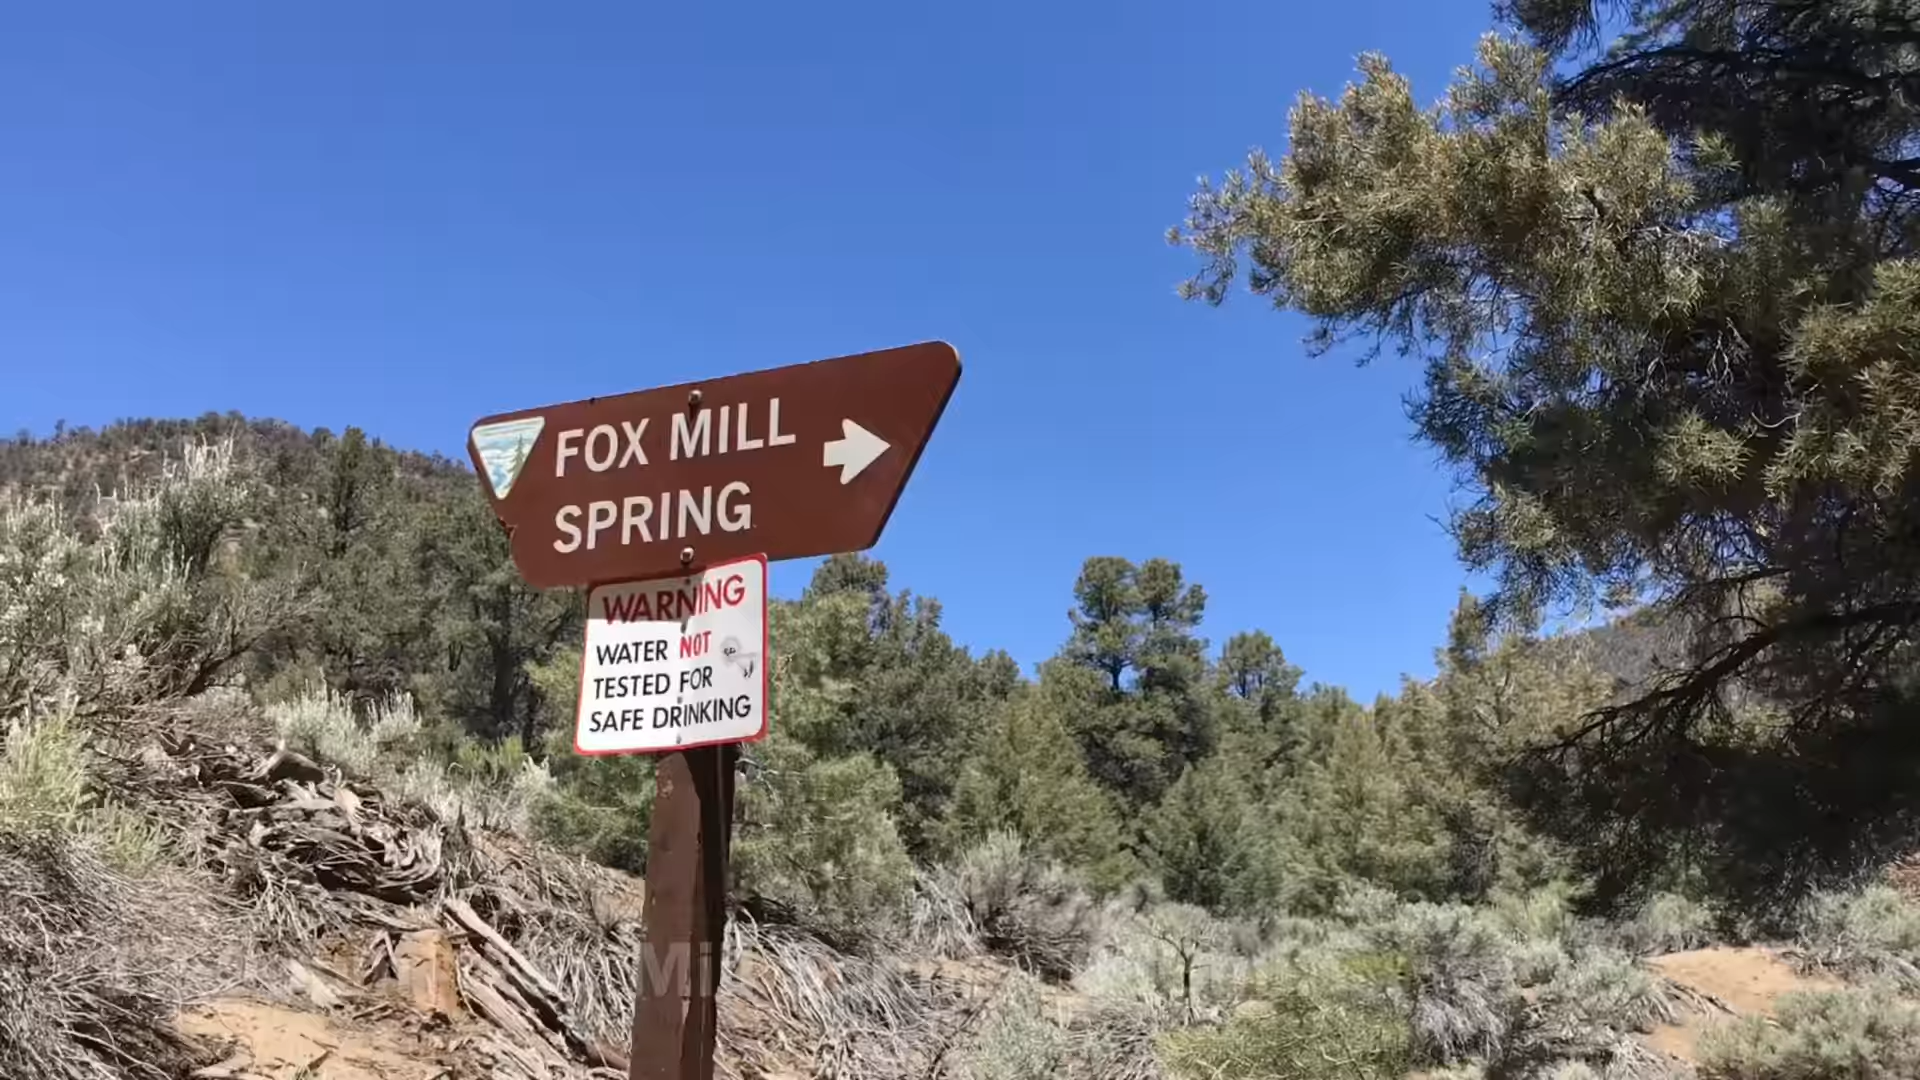 FOX MILL
SPRING
WARNING
WATER NOT
TESTED FOR
SAFE DRINKING